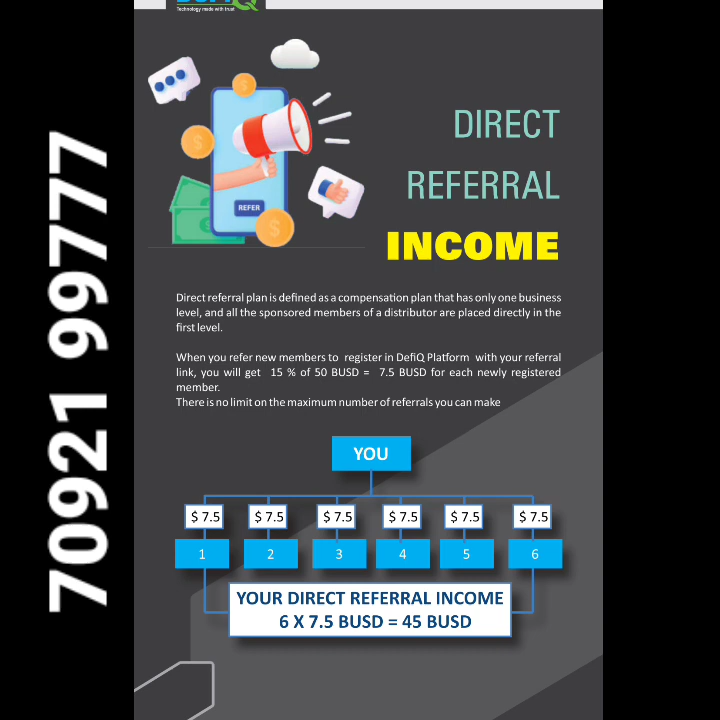 Technology made with trust
70921 99777
REFER
DIRECT
REFERRAL
INCOME
Direct referral plan is defined as a compensation plan that has only one business
level, and all the sponsored members of a distributor are placed directly in the
first level.
When you refer new members to register in DefiQ Platform with your referral
link, you will get 15 % of 50 BUSD = 7.5 BUSD for each newly registered
member.
There is no limit on the maximum number of referrals you can make
YOU
$ 7.5 $ 7.5 $ 7.5 $ 7.5 $ 7.5 $ 7.5
1 2 3 4 5 6
YOUR DIRECT REFERRAL INCOME
6 X 7.5 BUSD = 45 BUSD